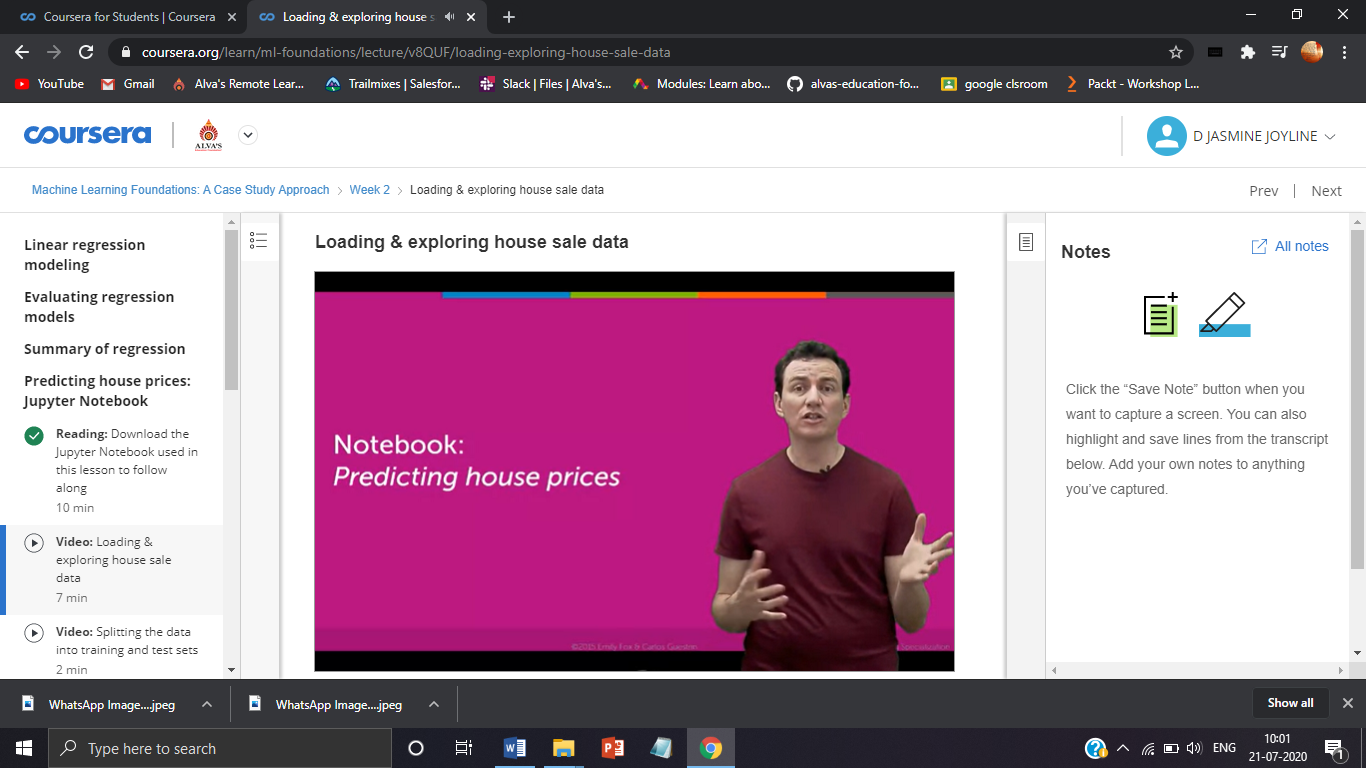 Coursera for Students | Coursera
Loading & exploring house s
coursera.org/learn/ml-foundations/lecture/v8QUF/loading-exploring-house-sale-data
YouTube
Gmail
Alva's Remote Lear...
Trailmixes | Salesfor...
Slack | Files | Alva's...
Modules: Learn abo...
alvas-education-fo...
google clsroom
Packt - Workshop L...
coursera
ALVA'S
D JASMINE JOYLINE
Machine Learning Foundations: A Case Study Approach
Week 2
Loading & exploring house sale data
Prev | Next
Linear regression
modeling
Evaluating regression
models
Summary of regression
Predicting house prices:
Jupyter Notebook
Reading: Download the
Jupyter Notebook used in
this lesson to follow
along
10 min
Video: Loading &
exploring house sale
data
7 min
Video: Splitting the data
into training and test sets
2 min
Loading & exploring house sale data
Notebook:
Predicting house prices
©2015 Emily Fox & Carlos Guestrin
Specialization
Notes
All notes
Click the “Save Note” button when you
want to capture a screen. You can also
highlight and save lines from the transcript
below. Add your own notes to anything
you’ve captured.
WhatsApp Image....jpeg
WhatsApp Image....jpeg
Show all
Type here to search
ENG
10:01
21-07-2020
1